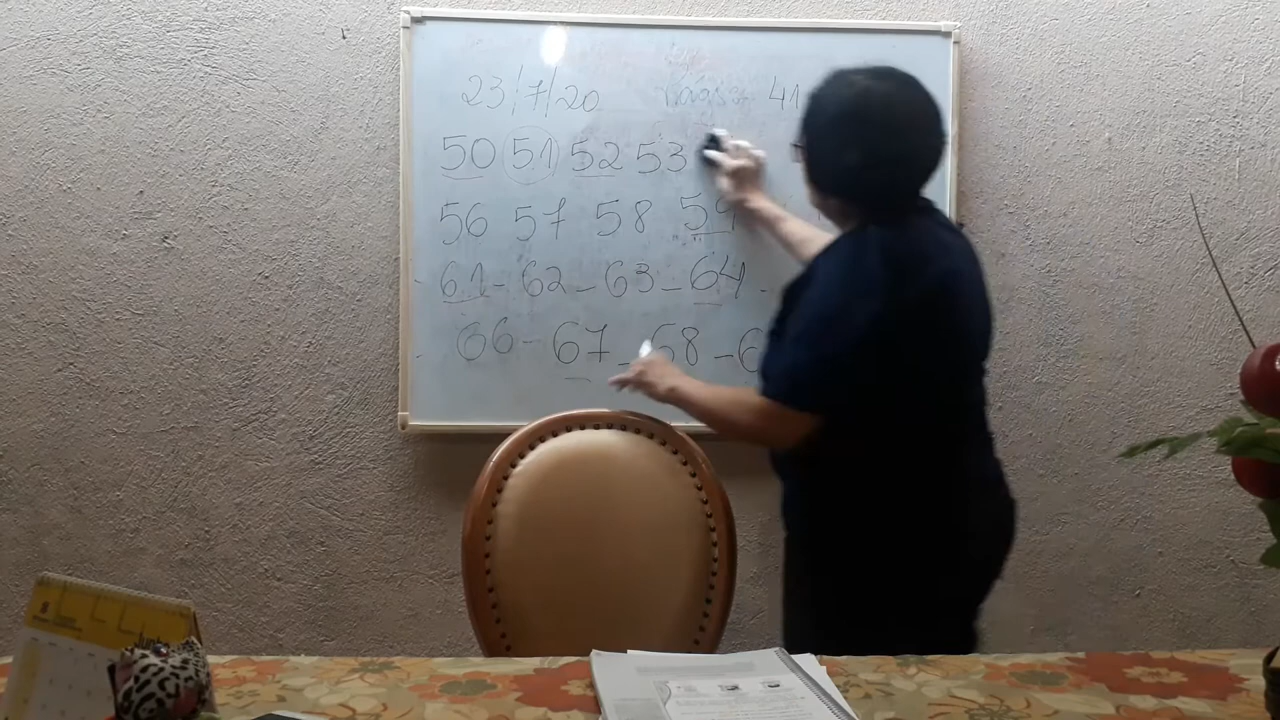 23/7/20 41
50 51 52 53
56 57 58 59
61 - 62 - 63 - 64 -
66 - 67 - 68 - 6
Junho